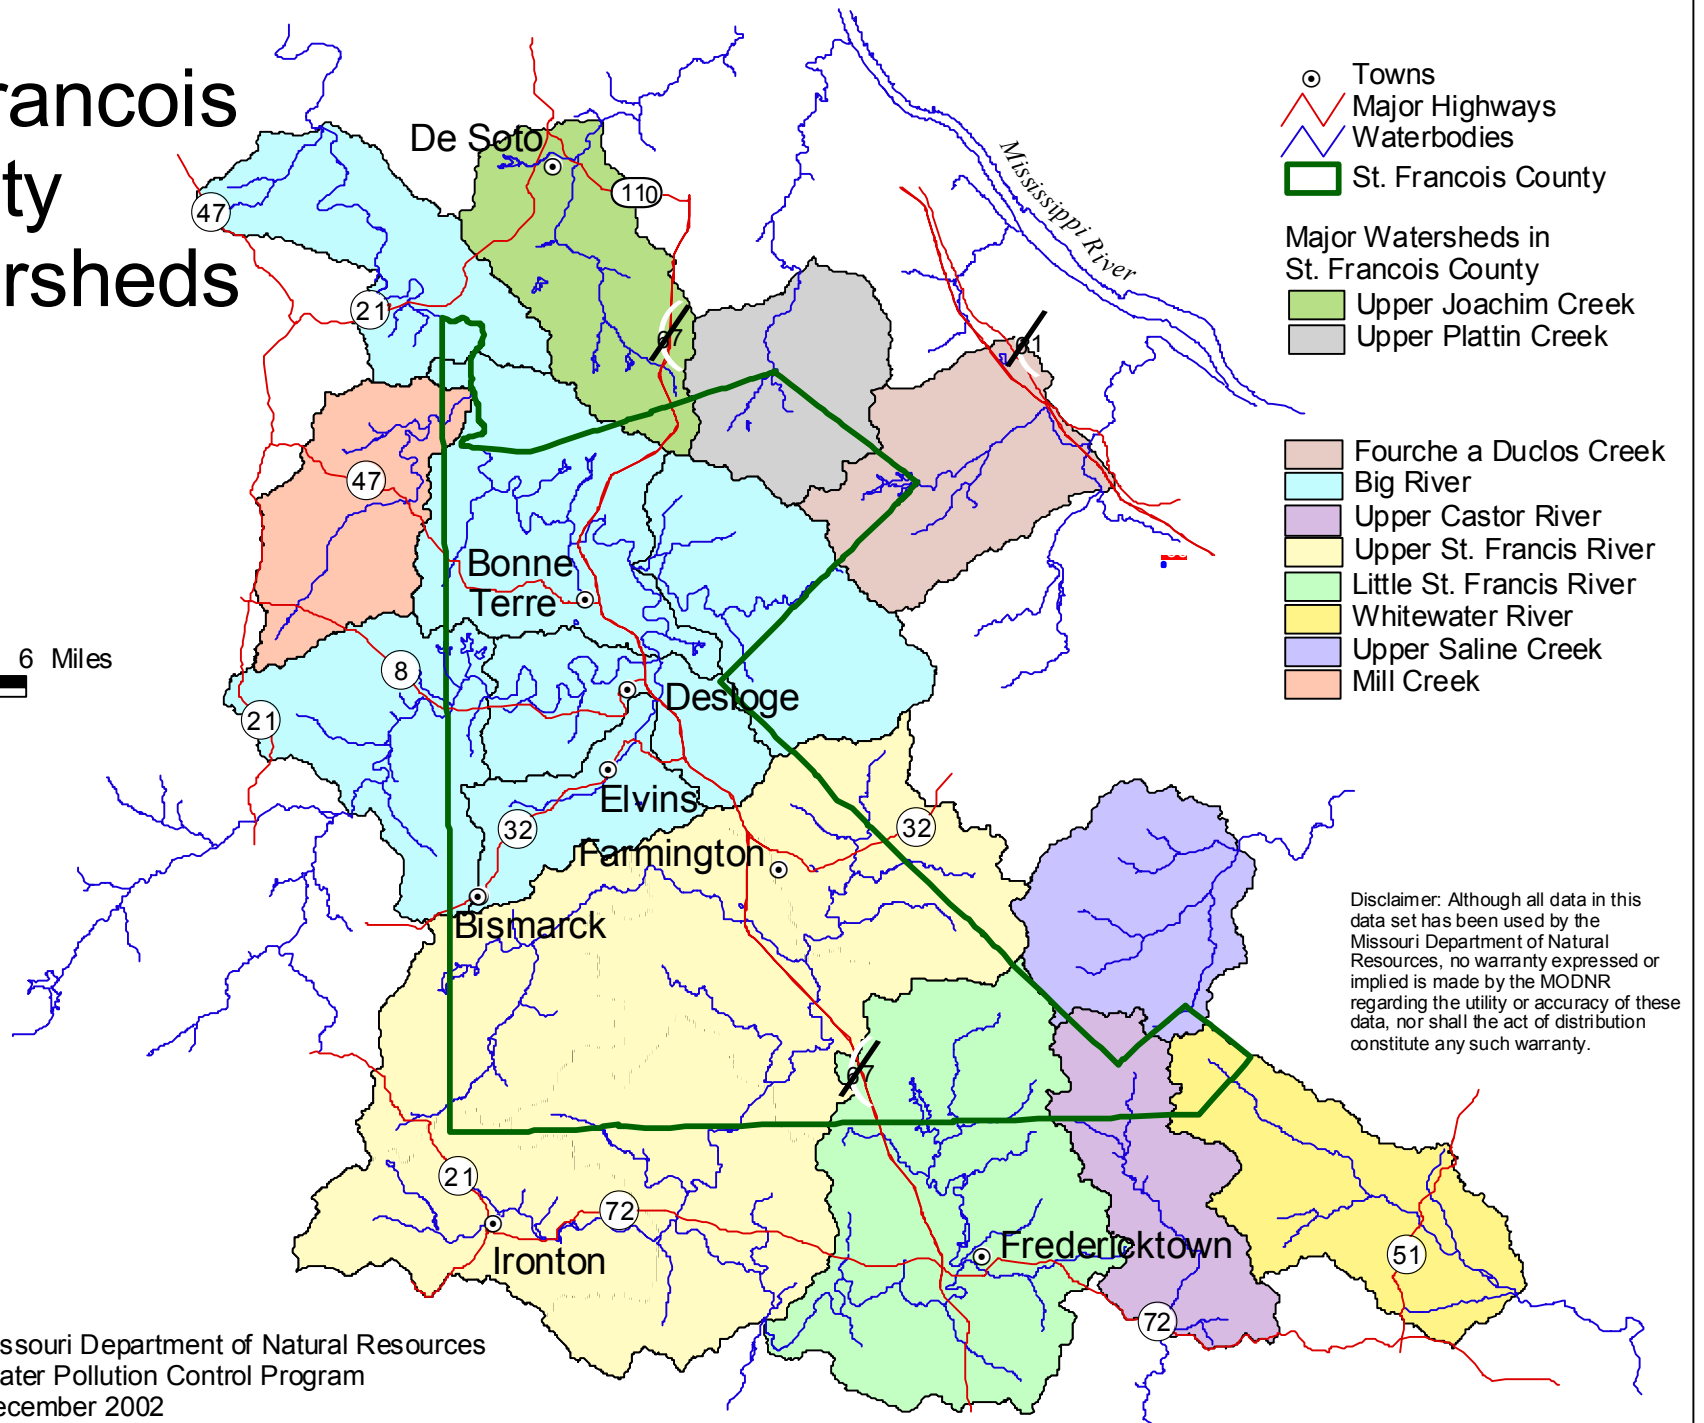 rancois
ty
rsheds
Towns
Major Highways
Waterbodies
St. Francois County
Major Watersheds in
St. Francois County
Upper Joachim Creek
Upper Plattin Creek
Fourche a Duclos Creek
Big River
Upper Castor River
Upper St. Francis River
Little St. Francis River
Whitewater River
Upper Saline Creek
Mill Creek
De Soto
110
47
Mississippi River
21
67
61
47
Bonne
Terre
6 Miles
8
Desloge
21
Elvins
32
32
Farmington
Bismarck
67
21
72
Ironton
Fredericktown
51
72
Disclaimer: Although all data in this
data set has been used by the
Missouri Department of Natural
Resources, no warranty expressed or
implied is made by the MODNR
regarding the utility or accuracy of these
data, nor shall the act of distribution
constitute any such warranty.
ssouri Department of Natural Resources
ater Pollution Control Program
ecember 2002